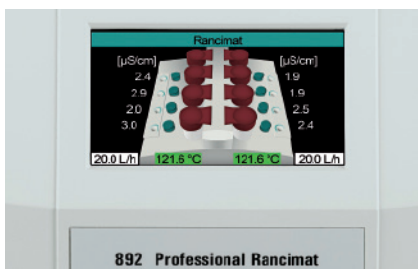 Rancimat
[µS/cm] [µS/cm]
2.4 1.9
2.9 1.9
2.0 2.5
3.0 2.4
20.0 L/h 121.6 °C 121.6 °C 20.0 L/h
892 Professional Rancimat